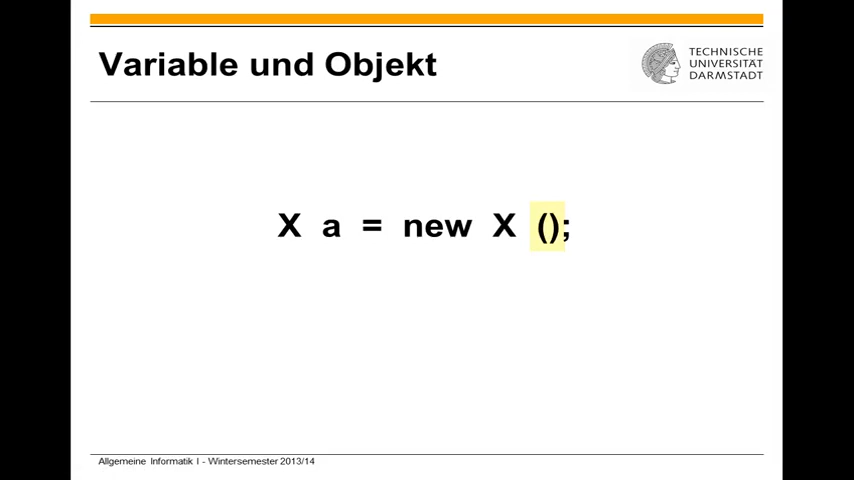 Variable und Objekt
TECHNISCHE
UNIVERSITÄT
DARMSTADT
X a = new X ();
Allgemeine Informatik I - Wintersemester 2013/14